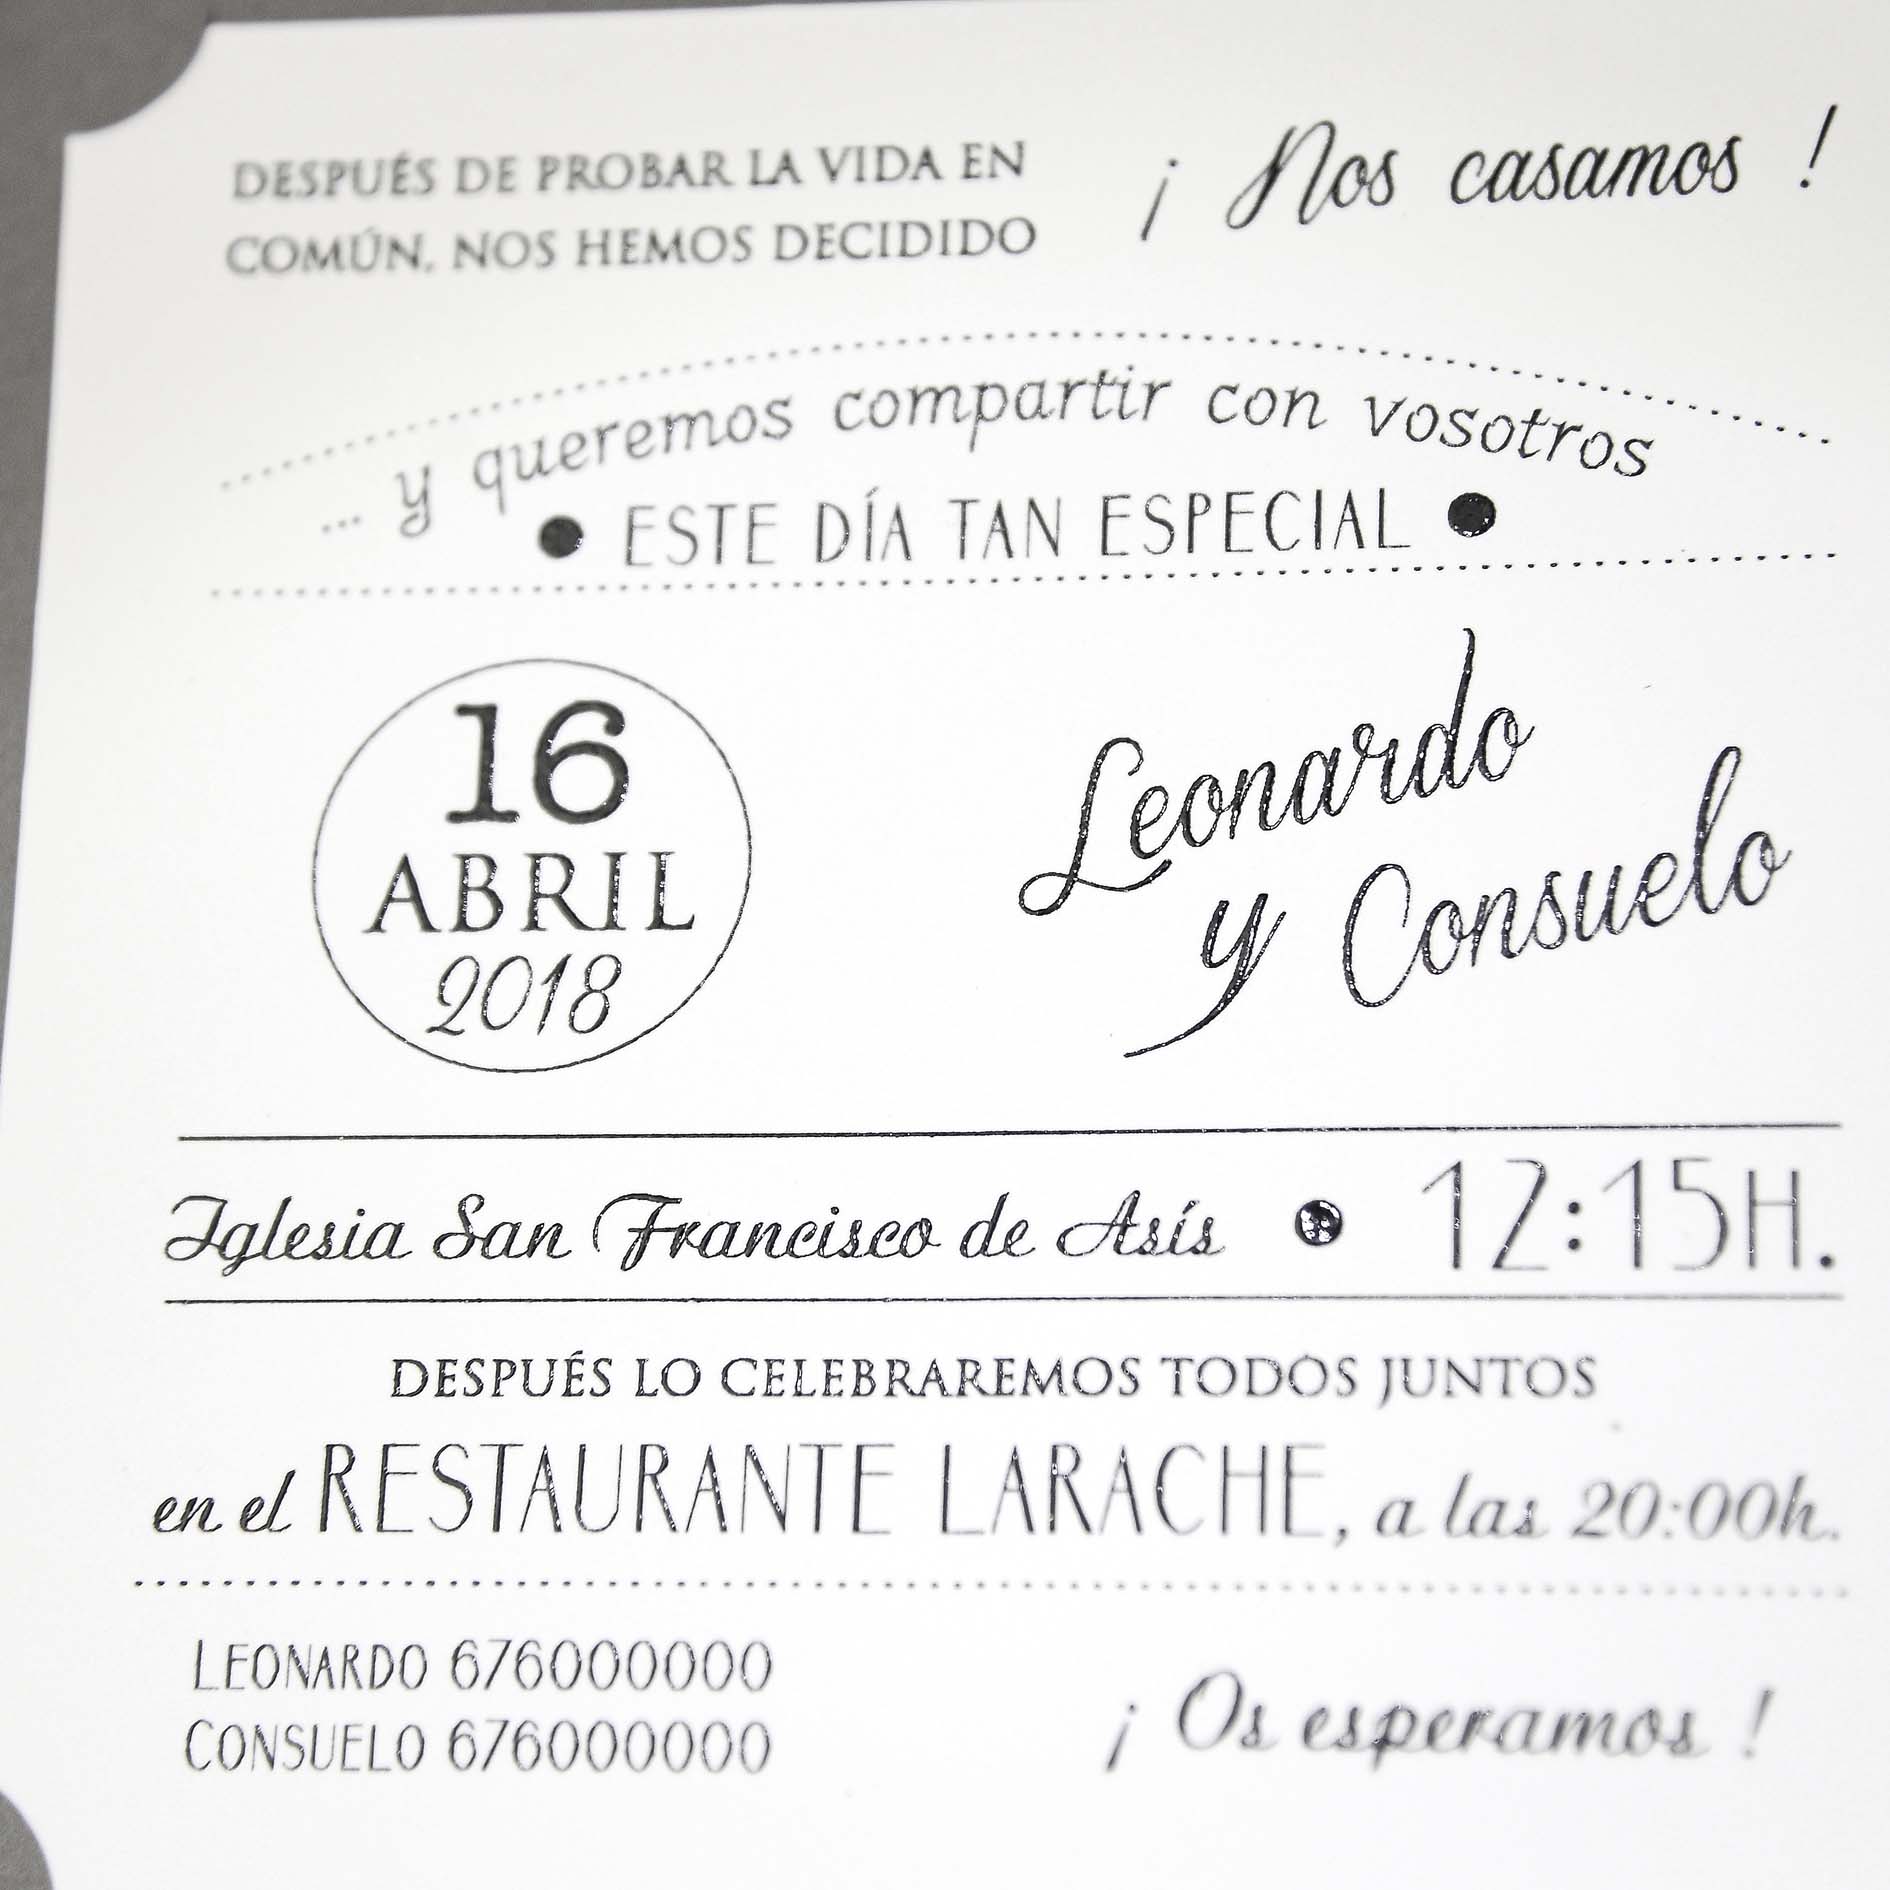 DESPUÉS DE PROBAR LA VIDA EN
COMÚN, NOS HEMOS DECIDIDO
¡ Nos casamos !
... y queremos compartir con vosotros
• ESTE DÍA TAN ESPECIAL •
16
ABRIL
2018
Leonardo
y Consuelo
Iglesia San Francisco de Asís • 12:15H.
DESPUÉS LO CELEBRAREMOS TODOS JUNTOS
en el RESTAURANTE LARACHE, a las 20:00h.
LEONARDO 676000000
CONSUELO 676000000
¡ Os esperamos !